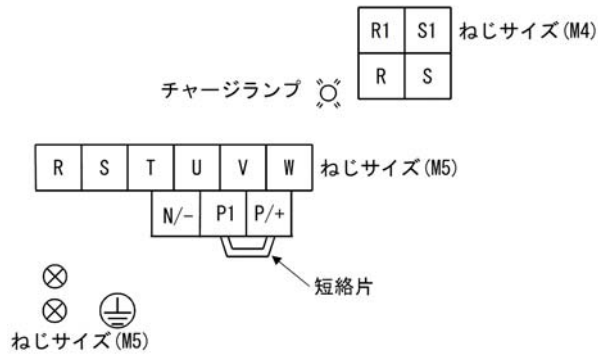 R1 S1 ねじサイズ(M4)
R S
チャージランプ
R S T U V W ねじサイズ(M5)
N/- P1 P/+
短絡片
ねじサイズ(M5)